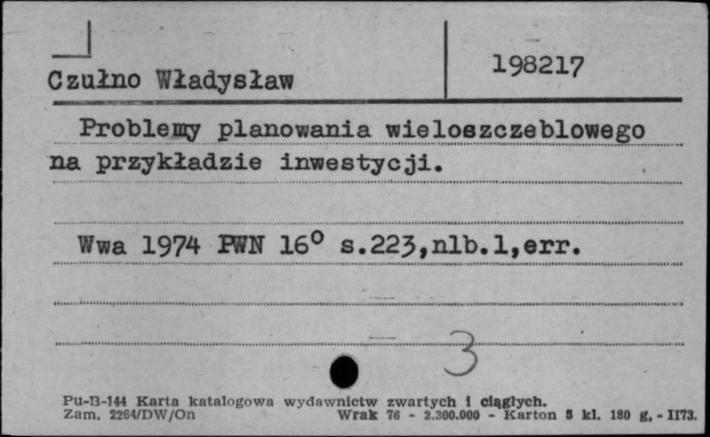 198217
Czułno Władysław
Problemy planowania wieloszczeblowego
na przykładzie inwestycji.
Wwa 1974 PWN 16° s.223,nlb.1,err.
3
Pu-B-144 Karta katalogowa wydawnictw zwartych i ciągłych.
Zam. 2264/DW/On Wrak 76 - 2.300.000 - Karton 5 kl. 180 g. - II73.